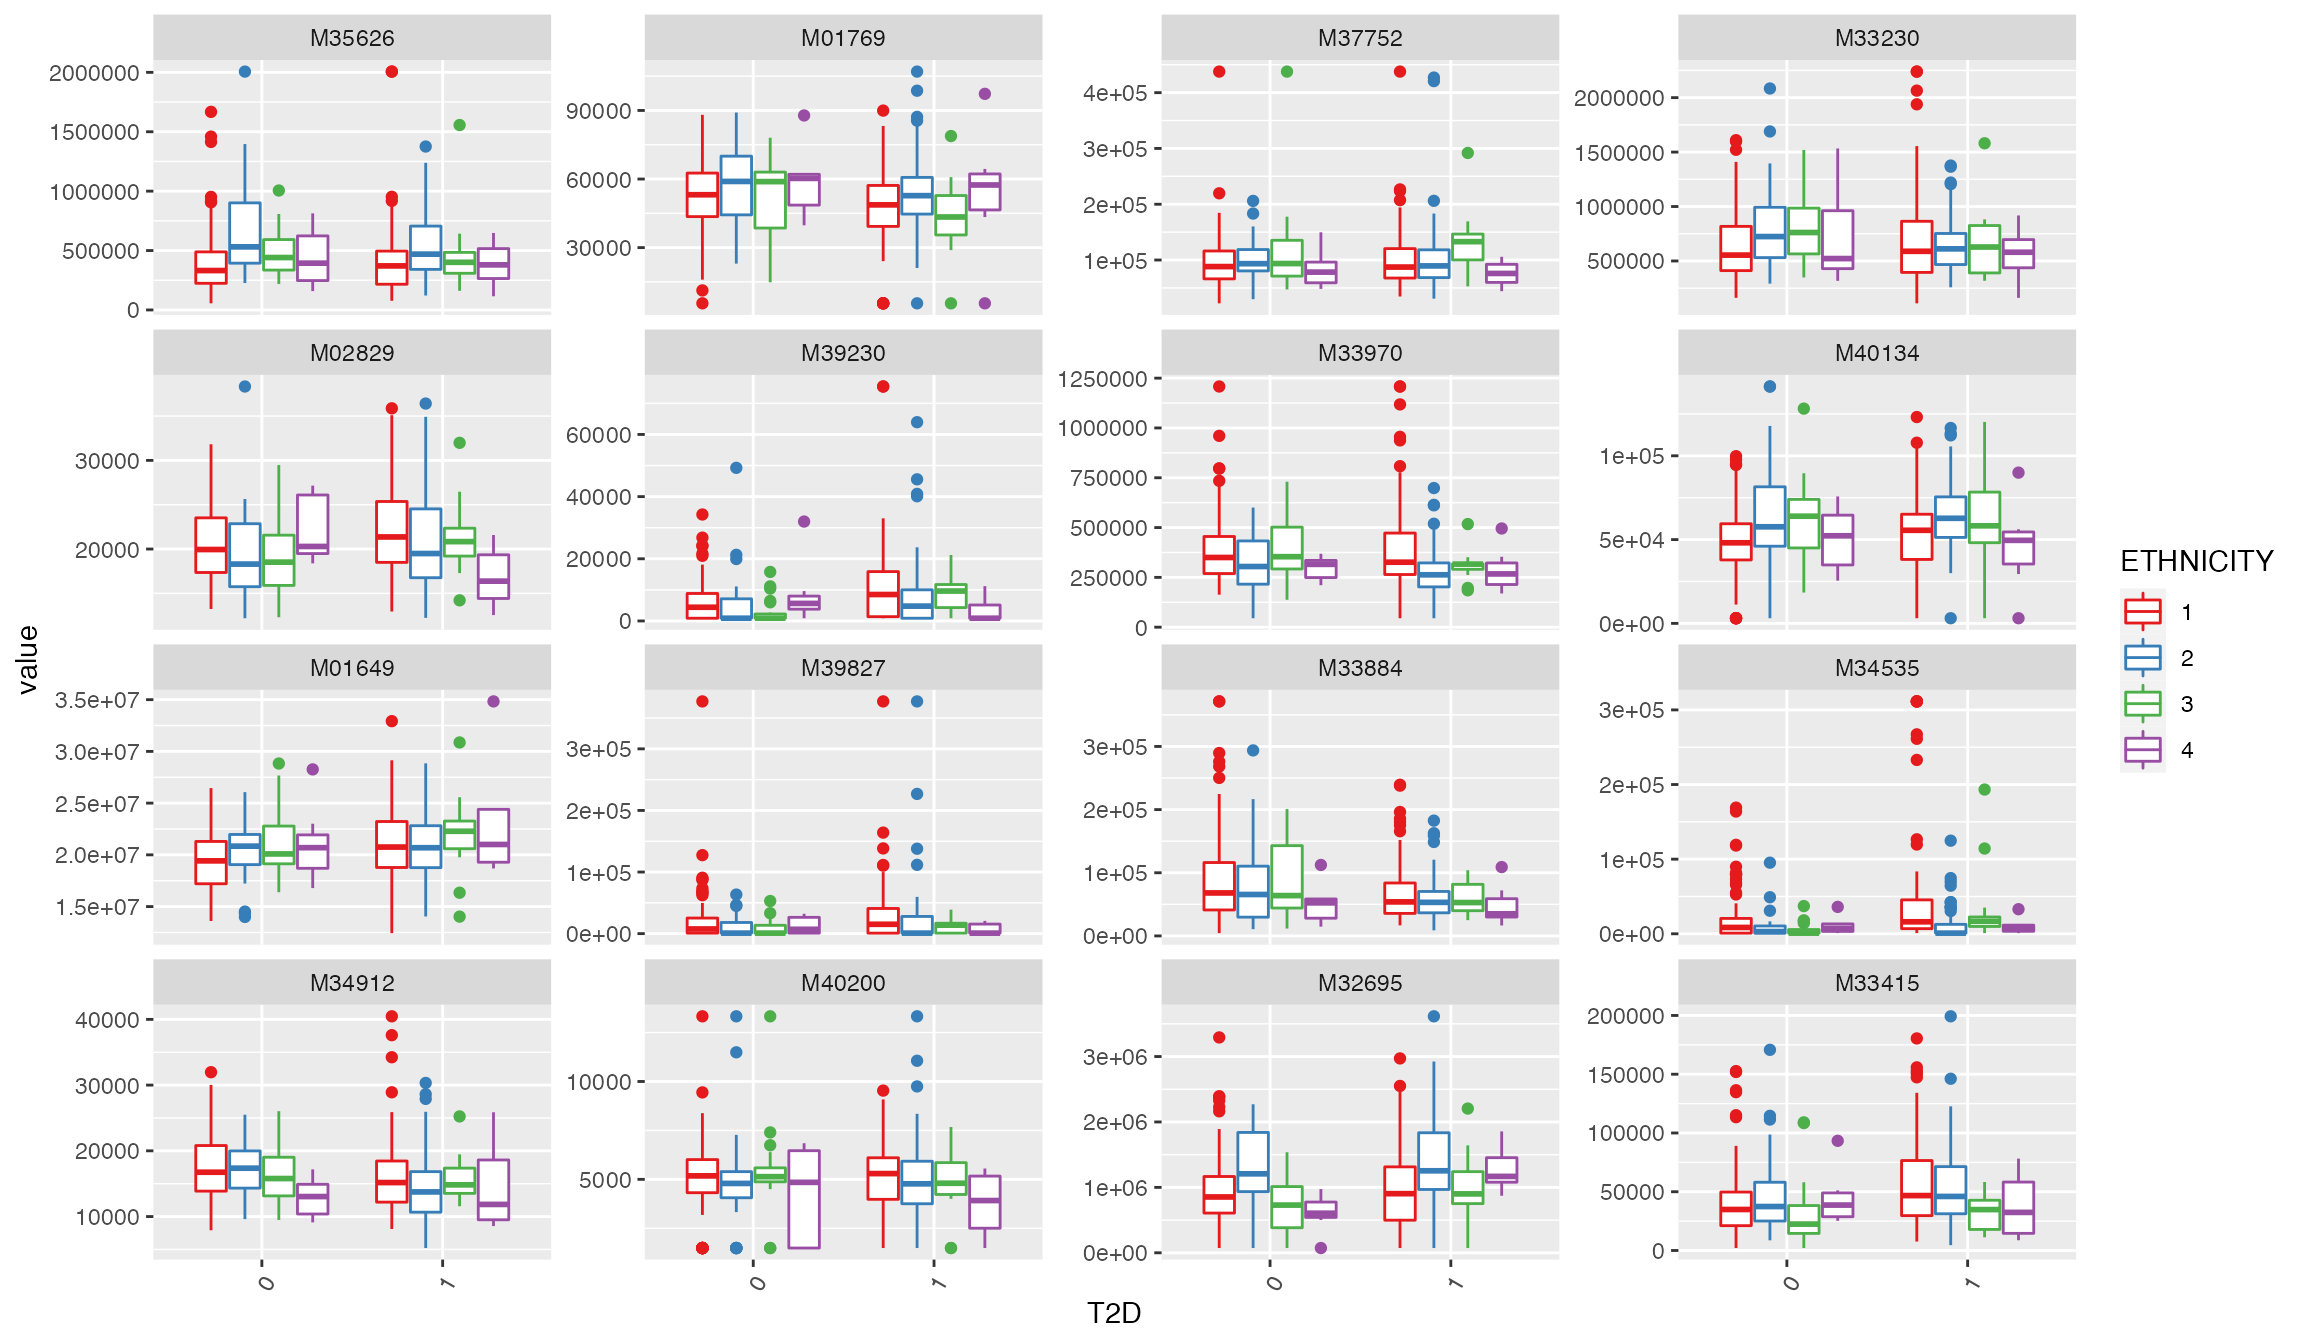 M35626 M01769 M37752 M33230
2000000
1500000
1000000
500000
0
90000
60000
30000
4e+05
3e+05
2e+05
1e+05
2000000
1500000
1000000
500000
M02829 M39230 M33970 M40134
30000
20000
60000
40000
20000
0
1250000
1000000
750000
500000
250000
0
1e+05
5e+04
0e+00
M01649 M39827 M33884 M34535
3.5e+07
3.0e+07
2.5e+07
2.0e+07
1.5e+07
3e+05
2e+05
1e+05
0e+00
3e+05
2e+05
1e+05
0e+00
3e+05
2e+05
1e+05
0e+00
M34912 M40200 M32695 M33415
40000
30000
20000
10000
10000
5000
3e+06
2e+06
1e+06
0e+00
200000
150000
100000
50000
0
0 1 0 1 0 1 0 1
T2D
value
ETHNICITY
1
2
3
4